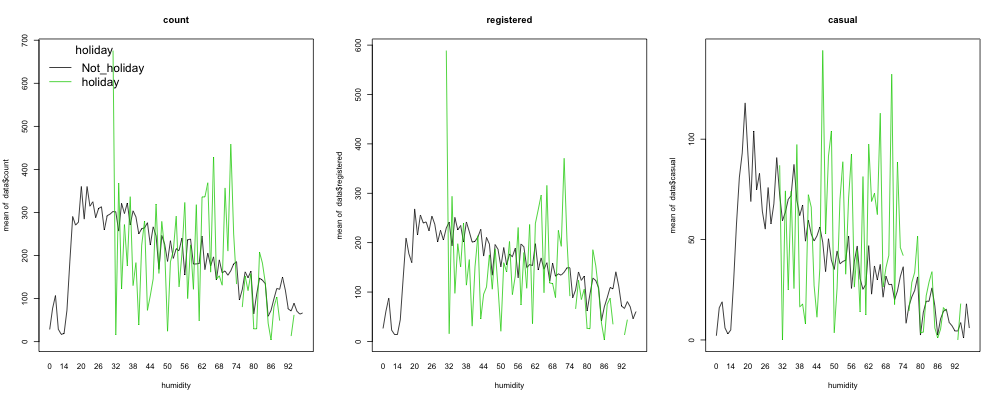 count
700
600
500
400
300
200
100
0
mean of data$count
holiday
Not_holiday
holiday
0 14 20 26 32 38 44 50 56 62 68 74 80 86 92
humidity
registered
600
500
400
300
200
100
0
mean of data$registered
0 14 20 26 32 38 44 50 56 62 68 74 80 86 92
humidity
casual
100
50
0
mean of data$casual
0 14 20 26 32 38 44 50 56 62 68 74 80 86 92
humidity